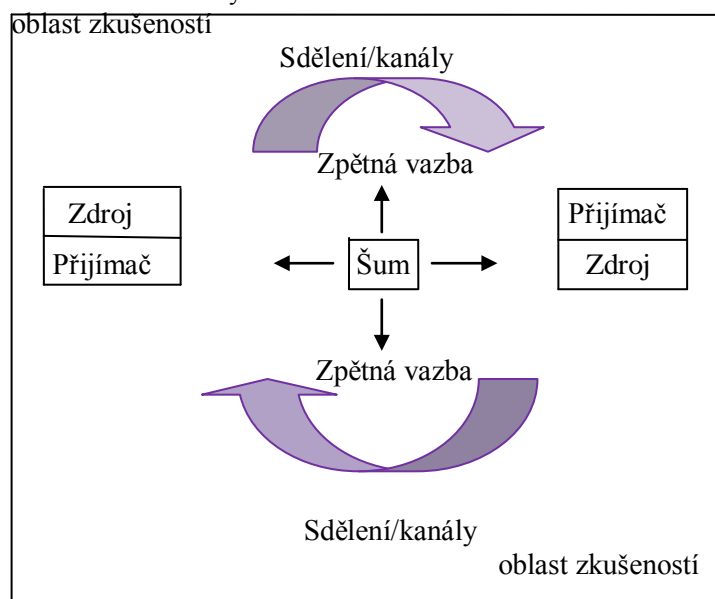 oblast zkušeností
Sdělení/kanály
Zpětná vazba
Zdroj
Přijímač
Šum
Přijímač
Zdroj
Zpětná vazba
Sdělení/kanály
oblast zkušeností